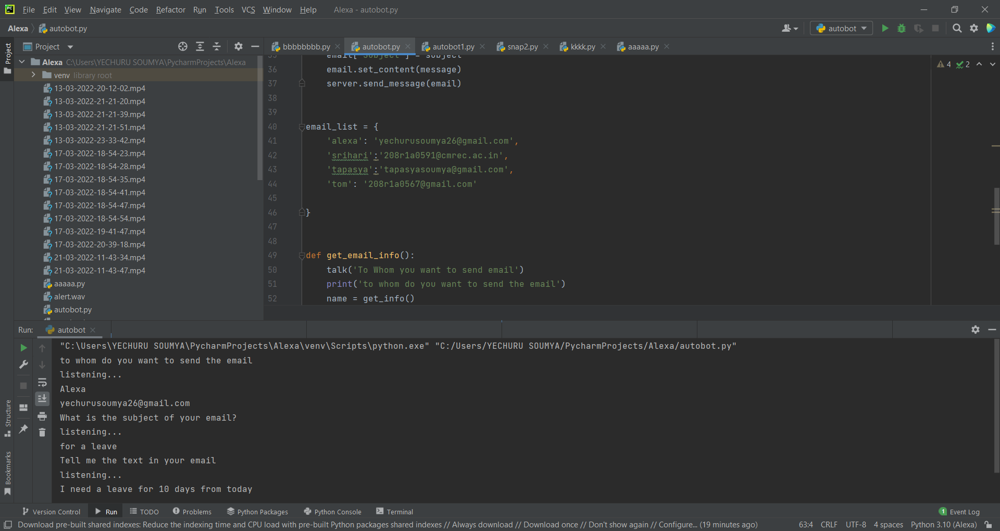 File Edit View Navigate Code Refactor Run Tools VCS Window Help Alexa - autobot.py
Alexa autobot.py
autobot
Project
Project
bbbbbbbb.py autobot.py autobot1.py snap2.py kkkk.py aaaaa.py
Alexa C:\Users\YECHURU SOUMYA\PycharmProjects\Alexa
venv library root
13-03-2022-20-12-02.mp4
13-03-2022-21-21-20.mp4
13-03-2022-21-21-39.mp4
13-03-2022-21-21-51.mp4
13-03-2022-23-33-42.mp4
17-03-2022-18-54-23.mp4
17-03-2022-18-54-28.mp4
17-03-2022-18-54-35.mp4
17-03-2022-18-54-41.mp4
17-03-2022-18-54-47.mp4
17-03-2022-18-54-54.mp4
17-03-2022-19-41-47.mp4
17-03-2022-20-39-18.mp4
21-03-2022-11-43-34.mp4
21-03-2022-11-43-47.mp4
aaaaa.py
alert.wav
autobot.py
4 2
35 email['Subject'] = subject
36 email.set_content(message)
37 server.send_message(email)
38
39
40 email_list = {
41 'alexa': 'yechurusoumya26@gmail.com',
42 'srihari':'208r1a0591@cmrec.ac.in',
43 'tapasya':'tapasyasoumya@gmail.com',
44 'tom': '208r1a0567@gmail.com'
45
46 }
47
48
49 def get_email_info():
50 talk('To Whom you want to send email')
51 print('to whom do you want to send the email')
52 name = get_info()
Run: autobot
"C:\Users\YECHURU SOUMYA\PycharmProjects\Alexa\venv\Scripts\python.exe" "C:/Users/YECHURU SOUMYA/PycharmProjects/Alexa/autobot.py"
to whom do you want to send the email
listening...
Alexa
yechurusoumya26@gmail.com
What is the subject of your email?
listening...
for a leave
Tell me the text in your email
listening...
I need a leave for 10 days from today
Structure
Bookmarks
Version Control Run TODO Problems Python Packages Python Console Terminal 1 Event Log
Download pre-built shared indexes: Reduce the indexing time and CPU load with pre-built Python packages shared indexes // Always download // Download once // Don't show again // Configure... (19 minutes ago) 63:4 CRLF UTF-8 4 spaces Python 3.10 (Alexa)